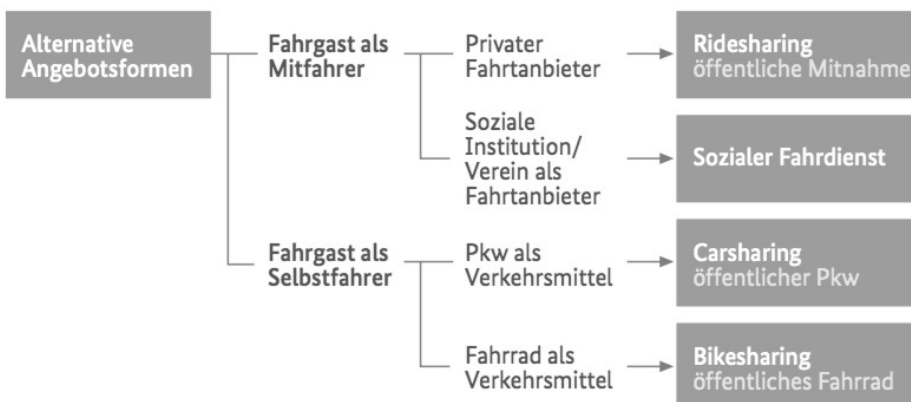 Alternative
Angebotsformen
Fahrgast als
Mitfahrer
Privater
Fahrtanbieter
Ridesharing
öffentliche Mitnahme
Soziale
Institution/
Verein als
Fahrtanbieter
Sozialer Fahrdienst
Fahrgast als
Selbstfahrer
Pkw als
Verkehrsmittel
Carsharing
öffentlicher Pkw
Fahrrad als
Verkehrsmittel
Bikesharing
öffentliches Fahrrad